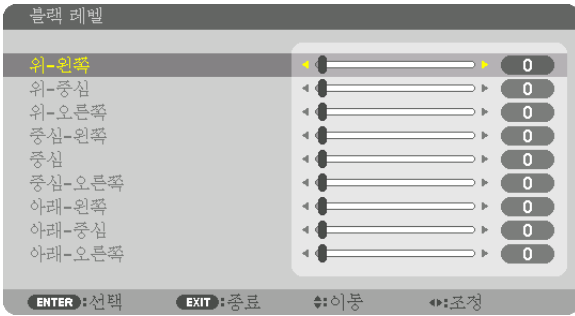 블랙 레벨
위-왼쪽 0
위-중심 0
위-오른쪽 0
중심-왼쪽 0
중심 0
중심-오른쪽 0
아래-왼쪽 0
아래-중심 0
아래-오른쪽 0
ENTER:선택 EXIT:종료 :이동 :조정